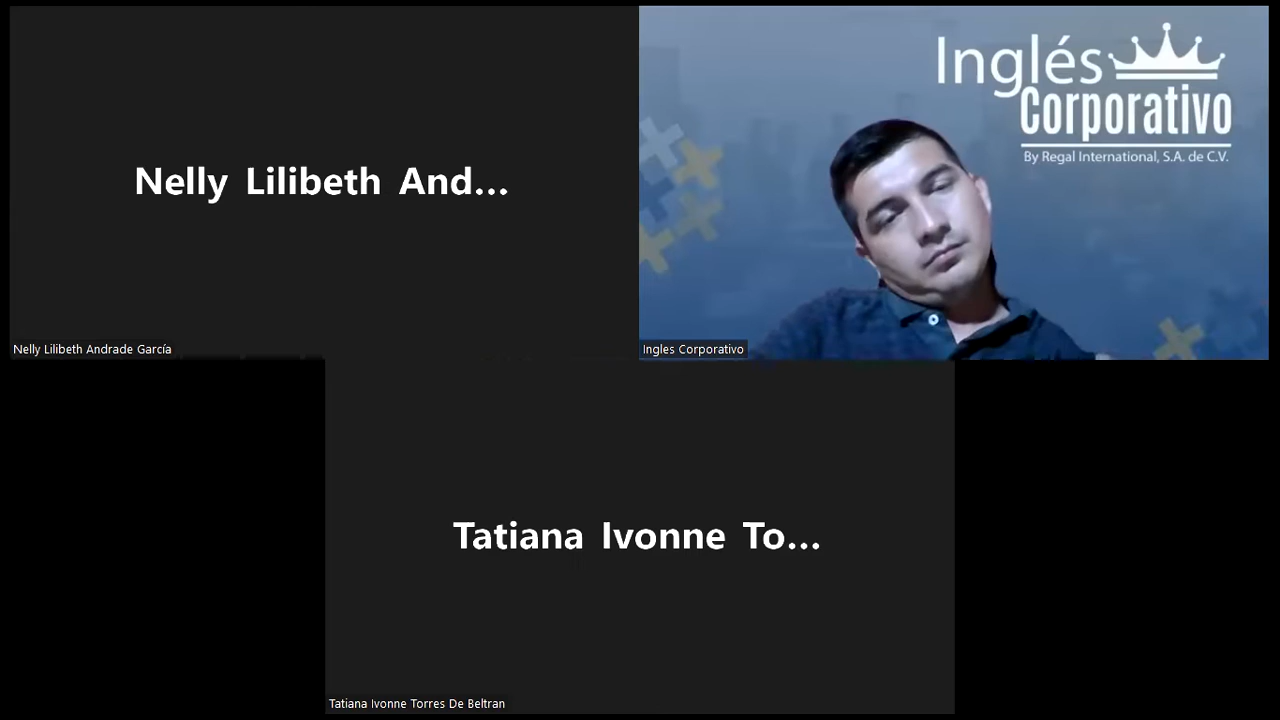 Nelly Lilibeth And...
Nelly Lilibeth Andrade García
Inglés
Corporativo
By Regal International, S.A. de C.V.
Ingles Corporativo
Tatiana Ivonne To...
Tatiana Ivonne Torres De Beltran